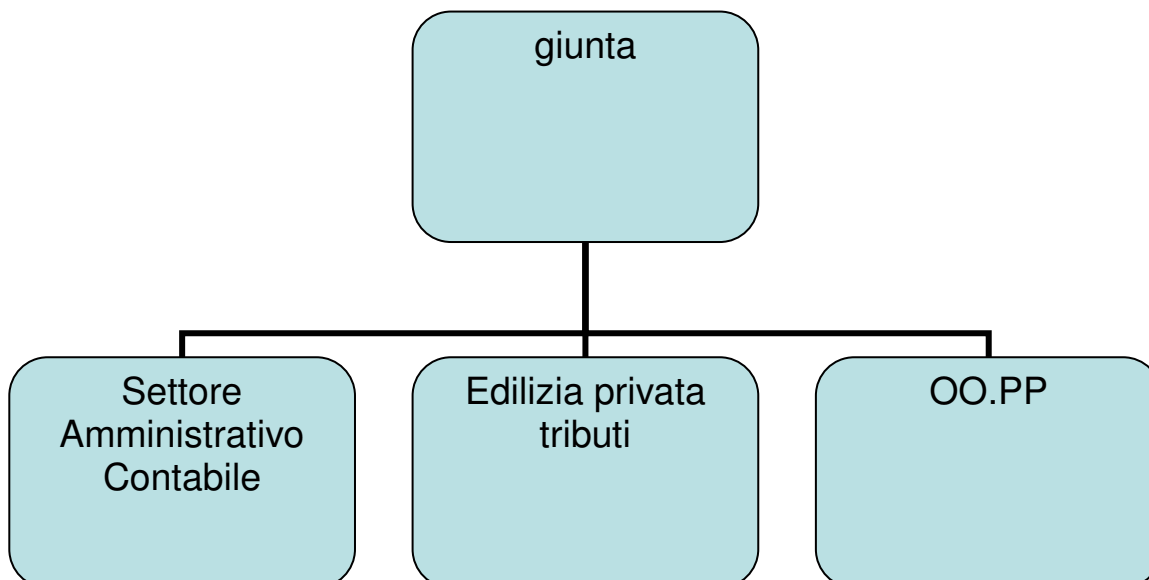 giunta
Settore
Amministrativo
Contabile
Edilizia privata
tributi
OO.PP